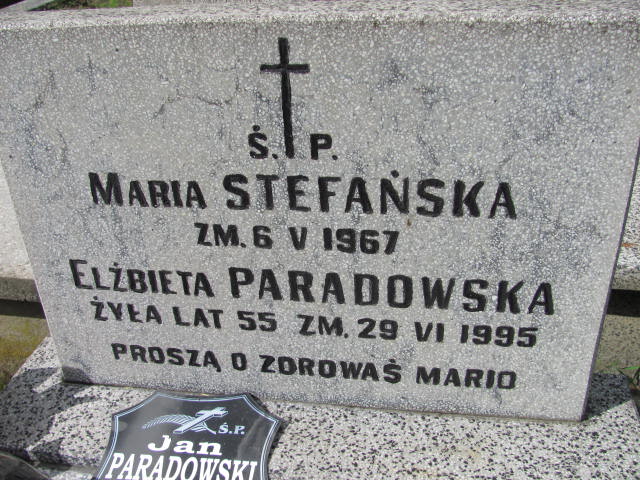 Ś. P.
MARIA STEFAŃSKA
ZM. 6 V 1967
ELŻBIETA PARADOWSKA
ŻYŁA LAT 55 ZM. 29 VI 1995
PROSZĄ O ZDROWAŚ MARIO
Ś.P.
Jan
PARADOWSKI